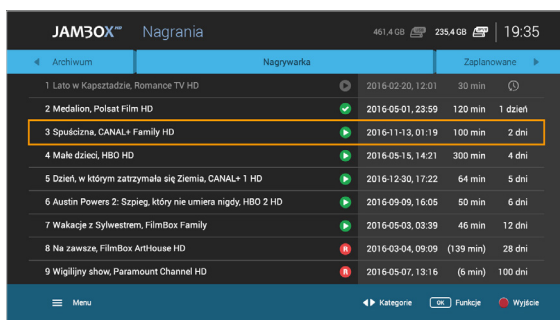 JAMBOX Nagrania 461,4 GB 235,4 GB 19:35
Archiwum Nagrywarka Zaplanowane
1 Lato w Kapsztadzie, Romance TV HD 2016-02-20, 12:01 30 min
2 Medalion, Polsat Film HD 2016-05-01, 23:59 120 min 1 dzień
3 Spuścizna, CANAL+ Family HD 2016-11-13, 01:19 100 min 2 dni
4 Małe dzieci, HBO HD 2016-05-15, 14:21 300 min 4 dni
5 Dzień, w którym zatrzymała się Ziemia, CANAL+ 1 HD 2016-12-30, 17:22 64 min 5 dni
6 Austin Powers 2: Szpieg, który nie umiera nigdy, HBO 2 HD 2016-09-09, 16:05 50 min 6 dni
7 Wakacje z Sylwestrem, FilmBox Family 2016-05-03, 03:39 46 min 12 dni
8 Na zawsze, FilmBox ArtHouse HD R 2016-03-04, 09:09 (139 min) 28 dni
9 Wigilijny show, Paramount Channel HD R 2016-05-07, 13:16 (6 min) 100 dni
Menu Kategorie OK Funkcje Wyjście